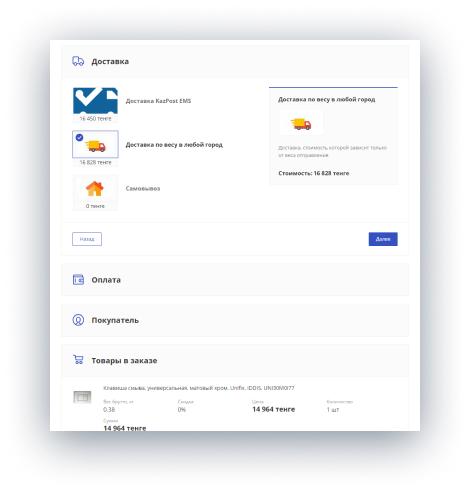 Доставка
Доставка KazPost EMS
16 450 тенге
Доставка по весу в любой город
16 828 тенге
Самовывоз
0 тенге
Доставка по весу в любой город
Доставка, стоимость которой зависит только
от веса отправления
Стоимость: 16 828 тенге
Назад
Далее
Оплата
Покупатель
Товары в заказе
Клавиша смыва, универсальная, матовый хром, Unifix, IDDIS, UNI30M0I77
Вес брутто, кг
Скидка
Цена
Количество
0.38
0%
14 964 тенге
1 шт
Сумма
14 964 тенге